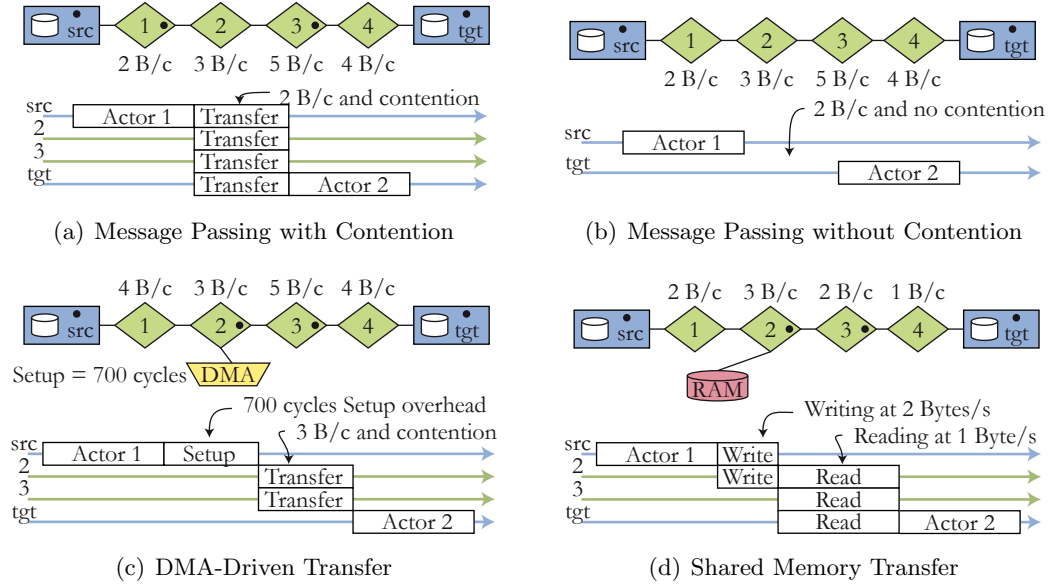 src 1 2 3 4 tgt
2 B/c 3 B/c 5 B/c 4 B/c
2 B/c and contention
src Actor 1 Transfer
2 Transfer
3 Transfer
tgt Transfer Actor 2
(a) Message Passing with Contention
src 1 2 3 4 tgt
2 B/c 3 B/c 5 B/c 4 B/c
2 B/c and no contention
src Actor 1
tgt Actor 2
(b) Message Passing without Contention
4 B/c 3 B/c 5 B/c 4 B/c
src 1 2 3 4 tgt
Setup = 700 cycles DMA
700 cycles Setup overhead
3 B/c and contention
src Actor 1 Setup
2 Transfer
3 Transfer
tgt Actor 2
(c) DMA-Driven Transfer
2 B/c 3 B/c 2 B/c 1 B/c
src 1 2 3 4 tgt
RAM
Writing at 2 Bytes/s
Reading at 1 Byte/s
src Actor 1 Write
2 Write Read
3 Read
tgt Read Actor 2
(d) Shared Memory Transfer